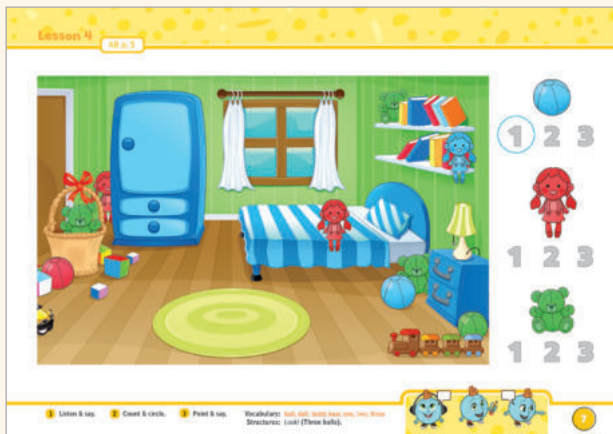 Lesson 4
AB p. 5
1 2 3
1 2 3
1 2 3
1 Listen & say. 2 Count & circle. 3 Point & say. Vocabulary: ball, doll, teddy bear, one, two, three
Structures: Look! (Three balls).
7